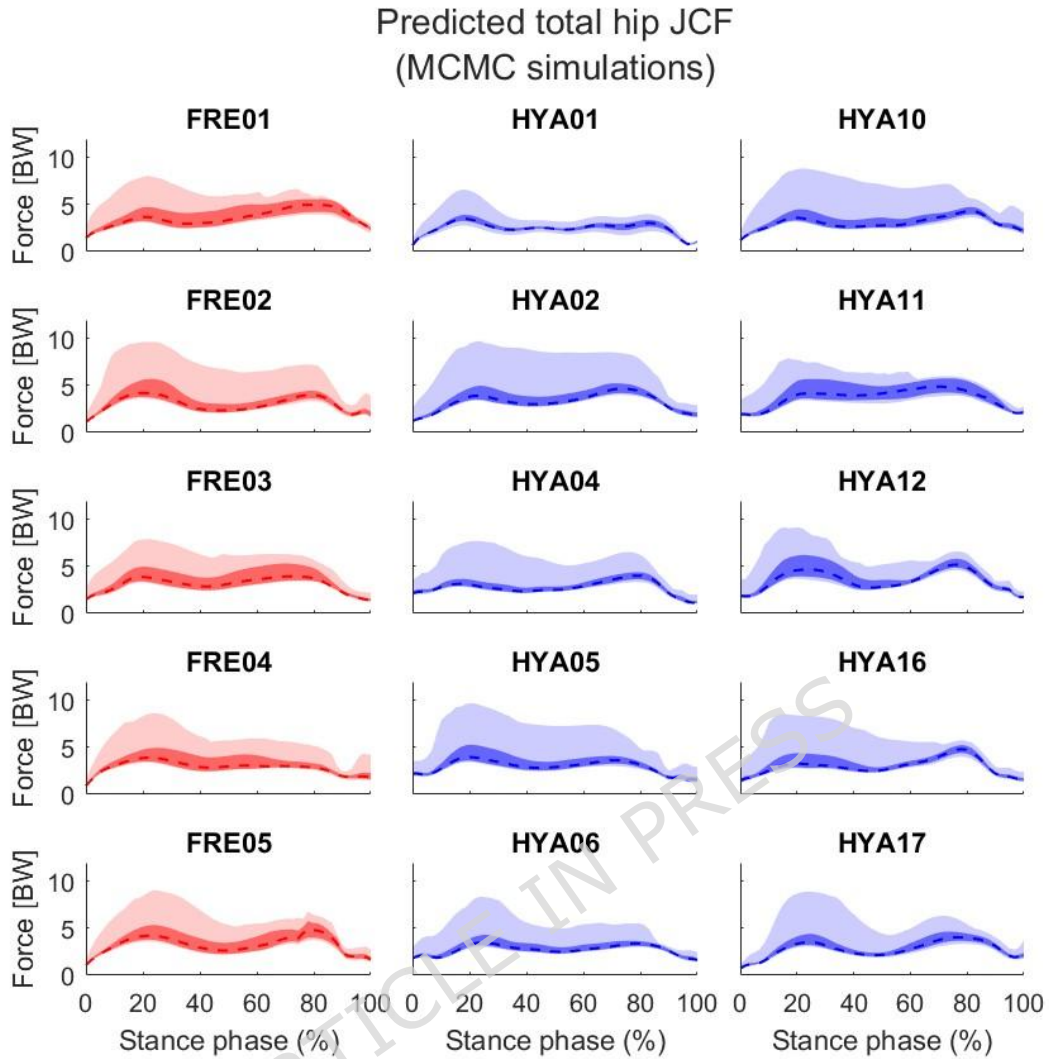 Predicted total hip JCF
(MCMC simulations)
FRE01 HYA01 HYA10
Force [BW]
10
5
0
FRE02 HYA02 HYA11
Force [BW]
10
5
0
FRE03 HYA04 HYA12
Force [BW]
10
5
0
FRE04 HYA05 HYA16
Force [BW]
10
5
0
FRE05 HYA06 HYA17
Force [BW]
10
5
0
0 20 40 60 80 100 0 20 40 60 80 100 0 20 40 60 80 100
Stance phase (%) Stance phase (%) Stance phase (%)
ARTICLE IN PRESS